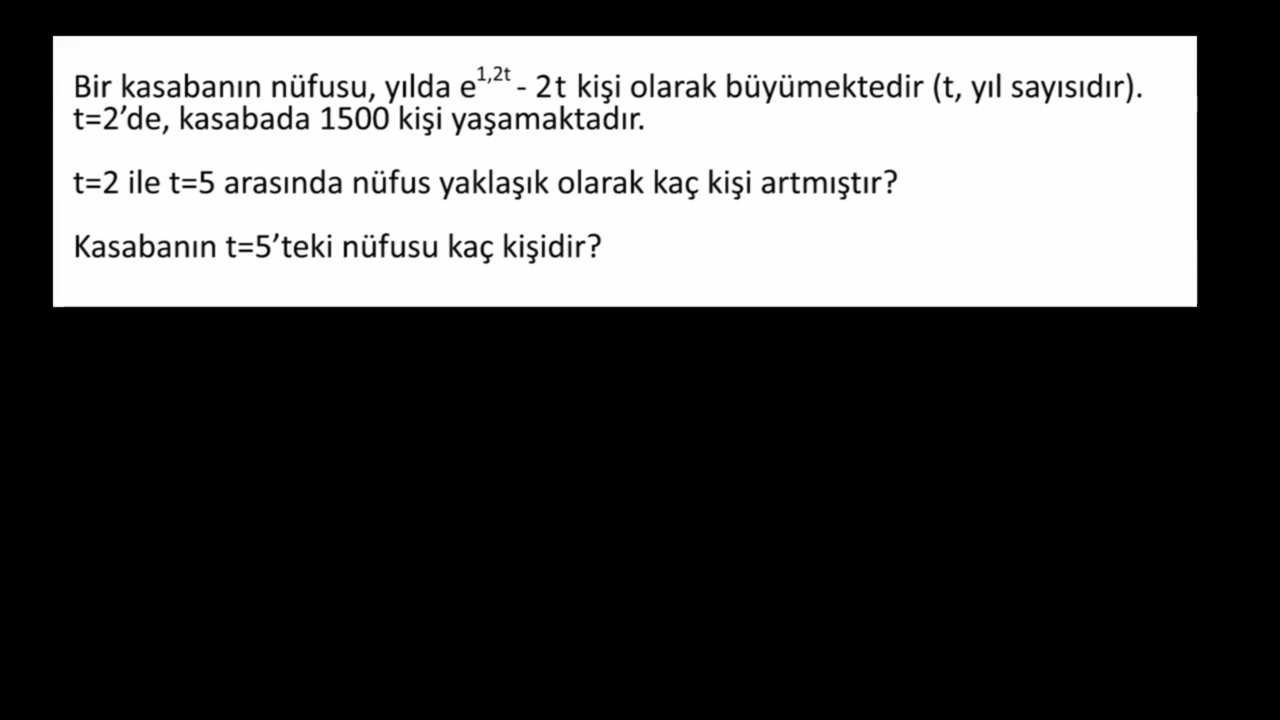 Bir kasabanın nüfusu, yılda e^1,2t - 2t kişi olarak büyümektedir (t, yıl sayısıdır).
t=2’de, kasabada 1500 kişi yaşamaktadır.
t=2 ile t=5 arasında nüfus yaklaşık olarak kaç kişi artmıştır?
Kasabanın t=5’teki nüfusu kaç kişidir?